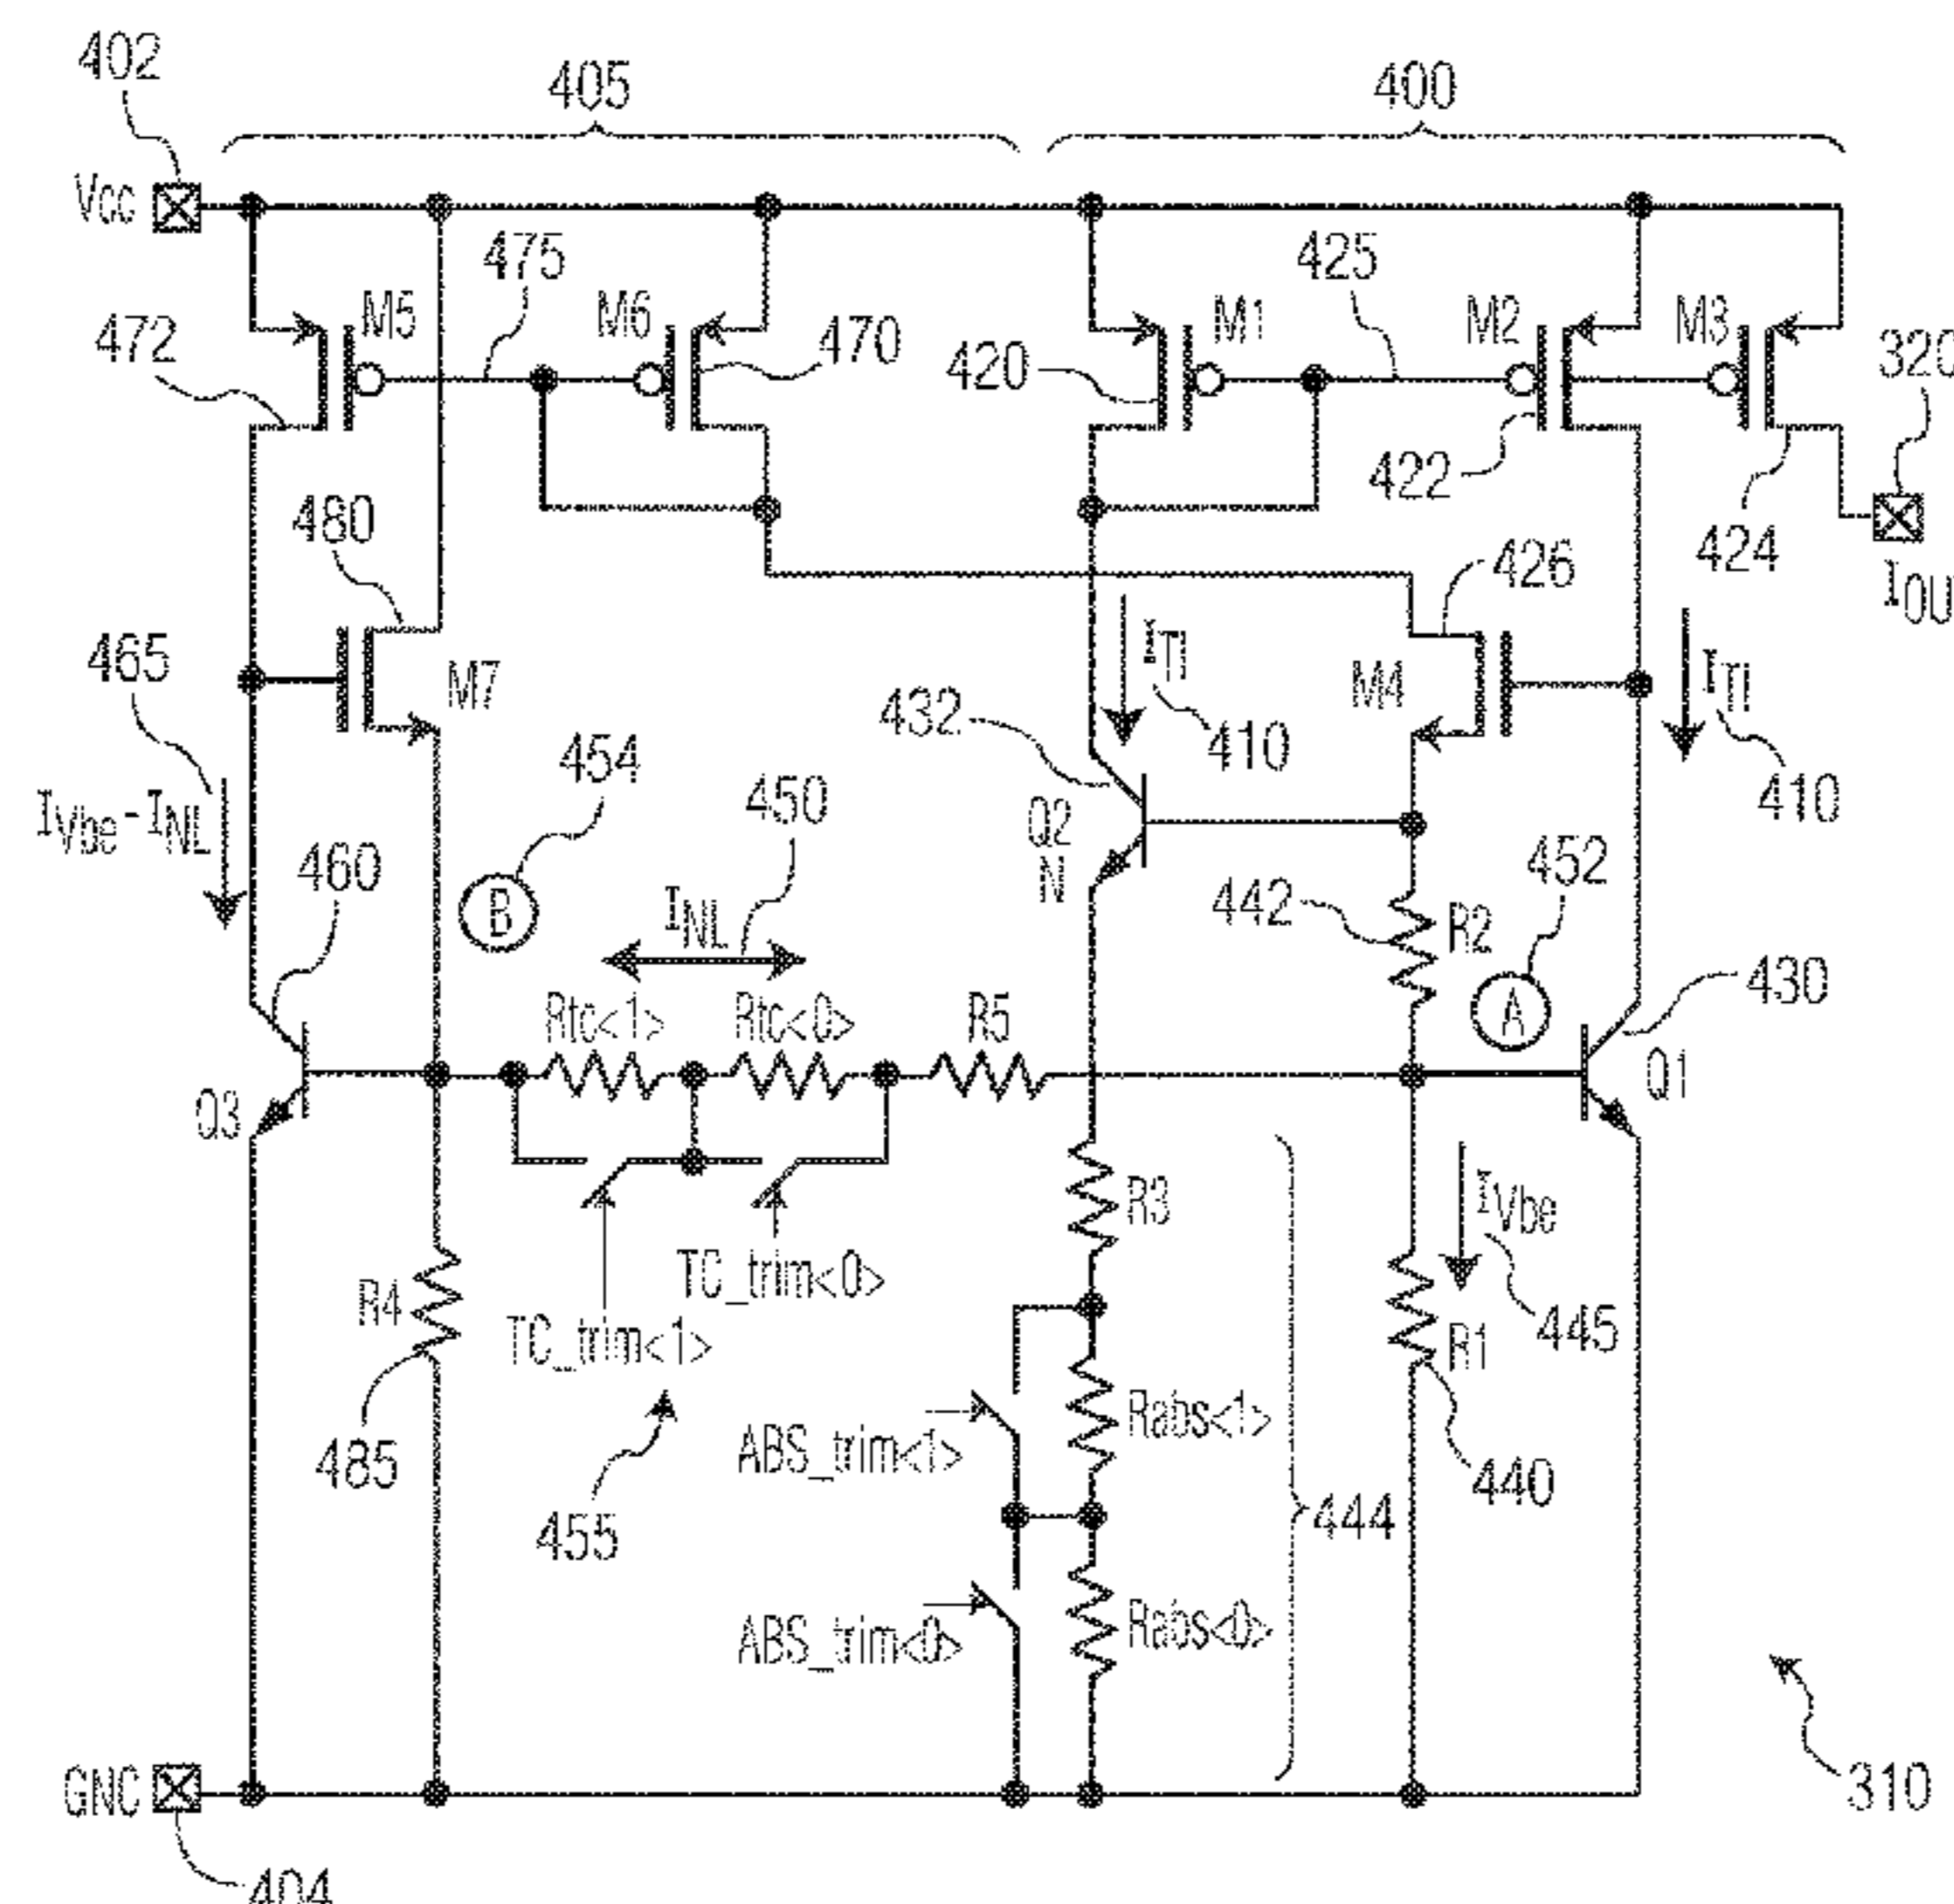 402
405
400
Vcc
475
425
M5
M6
M1
M2
M3
320
472
470
420
422
424
480
426
IOU
465
M7
M4
ITI
ITI
432
410
410
454
450
IVbe-INL
460
Q2
N
452
B
INL
442
R2
430
A
Rtc<1>
Rtc<0>
R5
Q3
Q1
R3
IVbe
TC_trim<0>
R4
TC_trim<1>
445
R1
485
ABS_trim<1>
Rabs<1>
440
455
444
ABS_trim<0>
Rabs<0>
GNC
310
404